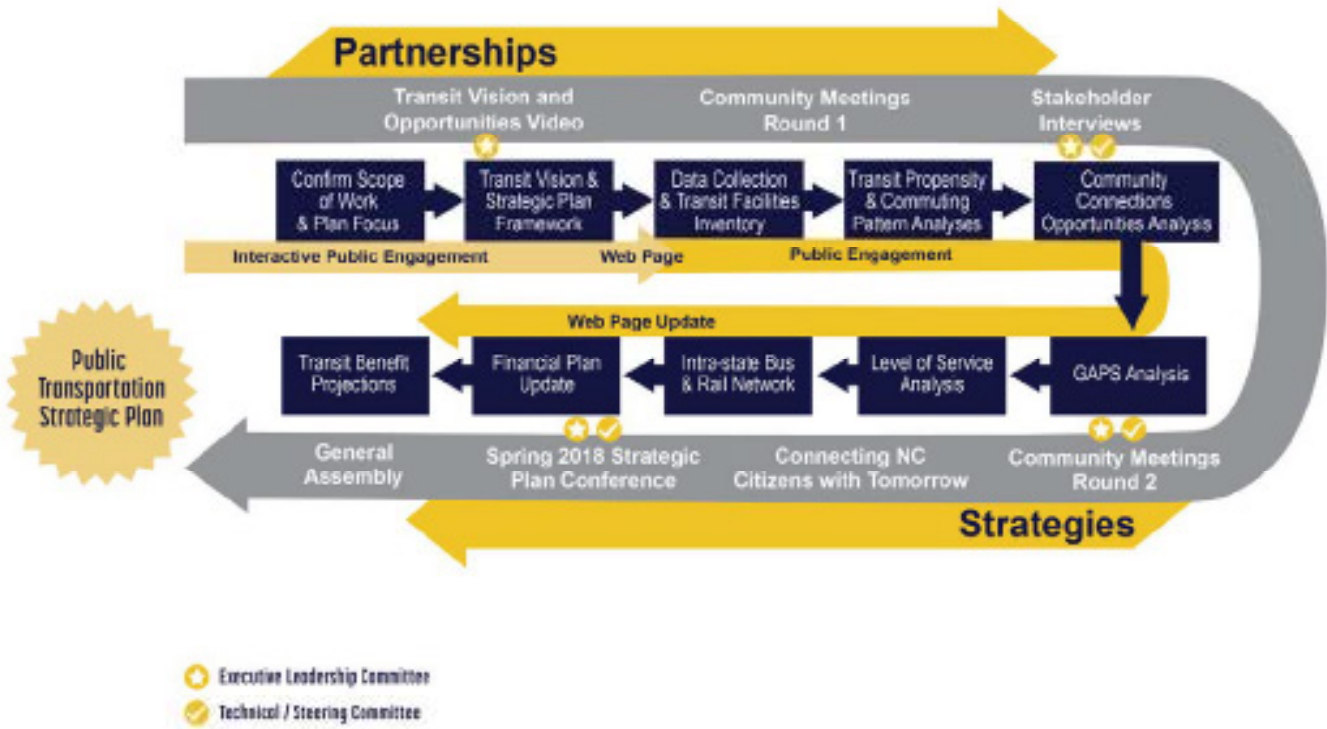 Partnerships
Transit Vision and
Opportunities Video
Community Meetings
Round 1
Stakeholder
Interviews
Confirm Scope
of Work
& Plan Focus
Transit Vision &
Strategic Plan
Framework
Data Collection
& Transit Facilities
Inventory
Transit Propensity
& Commuting
Pattern Analyses
Community
Connections
Opportunities Analysis
Interactive Public Engagement
Web Page
Public Engagement
Web Page Update
Public
Transportation
Strategic Plan
Transit Benefit
Projections
Financial Plan
Update
Intra-state Bus
& Rail Network
Level of Service
Analysis
GAPS Analysis
General
Assembly
Spring 2018 Strategic
Plan Conference
Connecting NC
Citizens with Tomorrow
Community Meetings
Round 2
Strategies
Executive Leadership Committee
Technical / Steering Committee